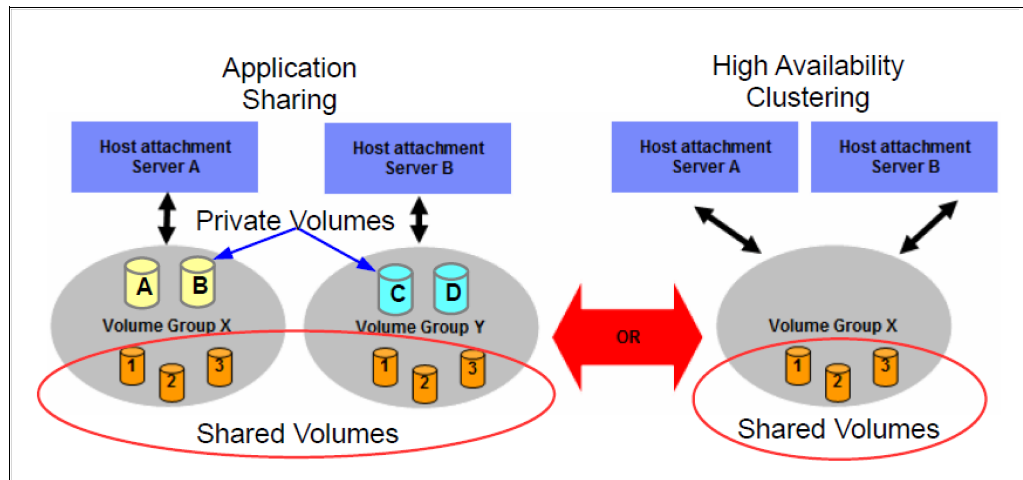 Application
Sharing
High Availability
Clustering
Host attachment
Server A
Host attachment
Server B
Host attachment
Server A
Host attachment
Server B
Private Volumes
A
B
C
D
Volume Group X
Volume Group Y
OR
Volume Group X
1
2
3
1
2
3
1
2
3
Shared Volumes
Shared Volumes